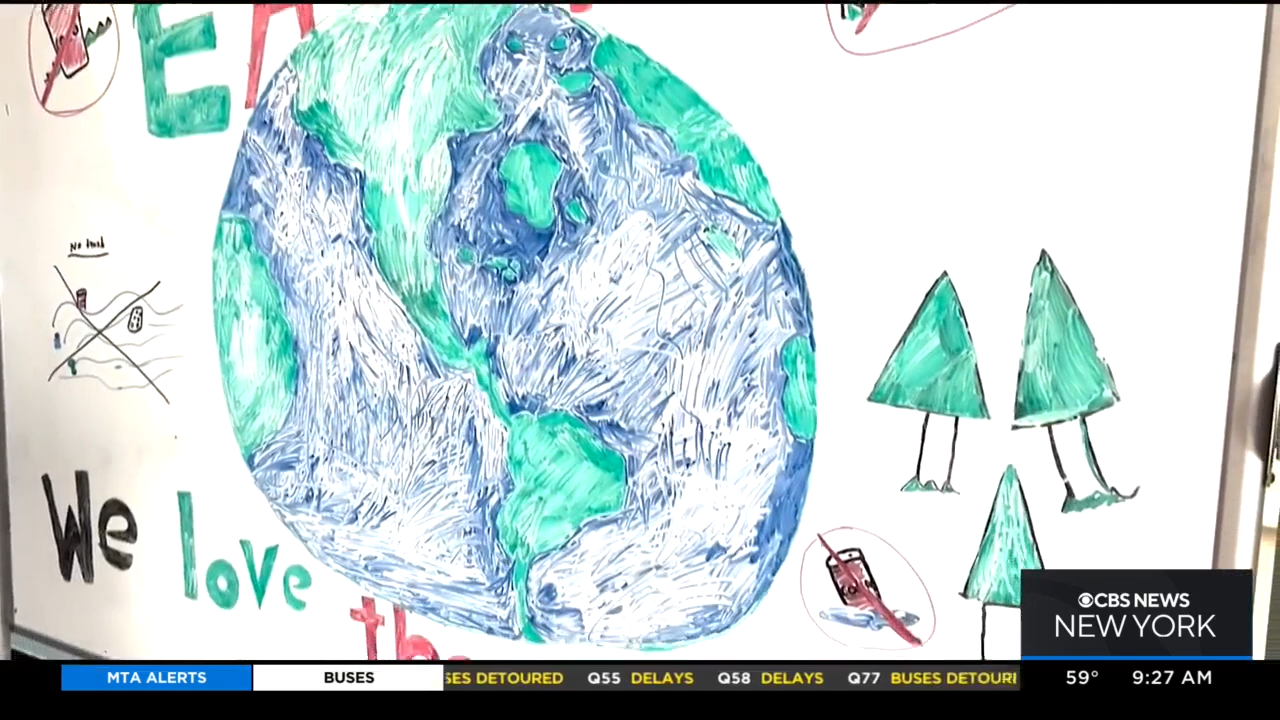 EA
No trash
We love
the
CBS NEWS
NEW YORK
MTA ALERTS
BUSES
SES DETOURED Q55 DELAYS Q58 DELAYS Q77 BUSES DETOURI
59° 9:27 AM